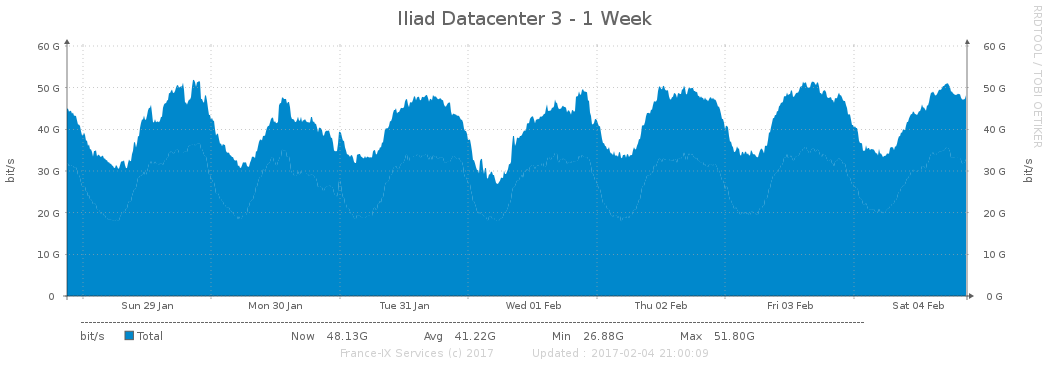 Iliad Datacenter 3 - 1 Week
RRDTOOL / TOBI OETIKER
60 G 60 G
50 G 50 G
40 G 40 G
30 G 30 G
20 G 20 G
10 G 10 G
0 0 G
bit/s bit/s
Sun 29 Jan Mon 30 Jan Tue 31 Jan Wed 01 Feb Thu 02 Feb Fri 03 Feb Sat 04 Feb
bit/s Total Now 48.13G Avg 41.22G Min 26.88G Max 51.80G
France-IX Services (c) 2017 Updated : 2017-02-04 21:00:09